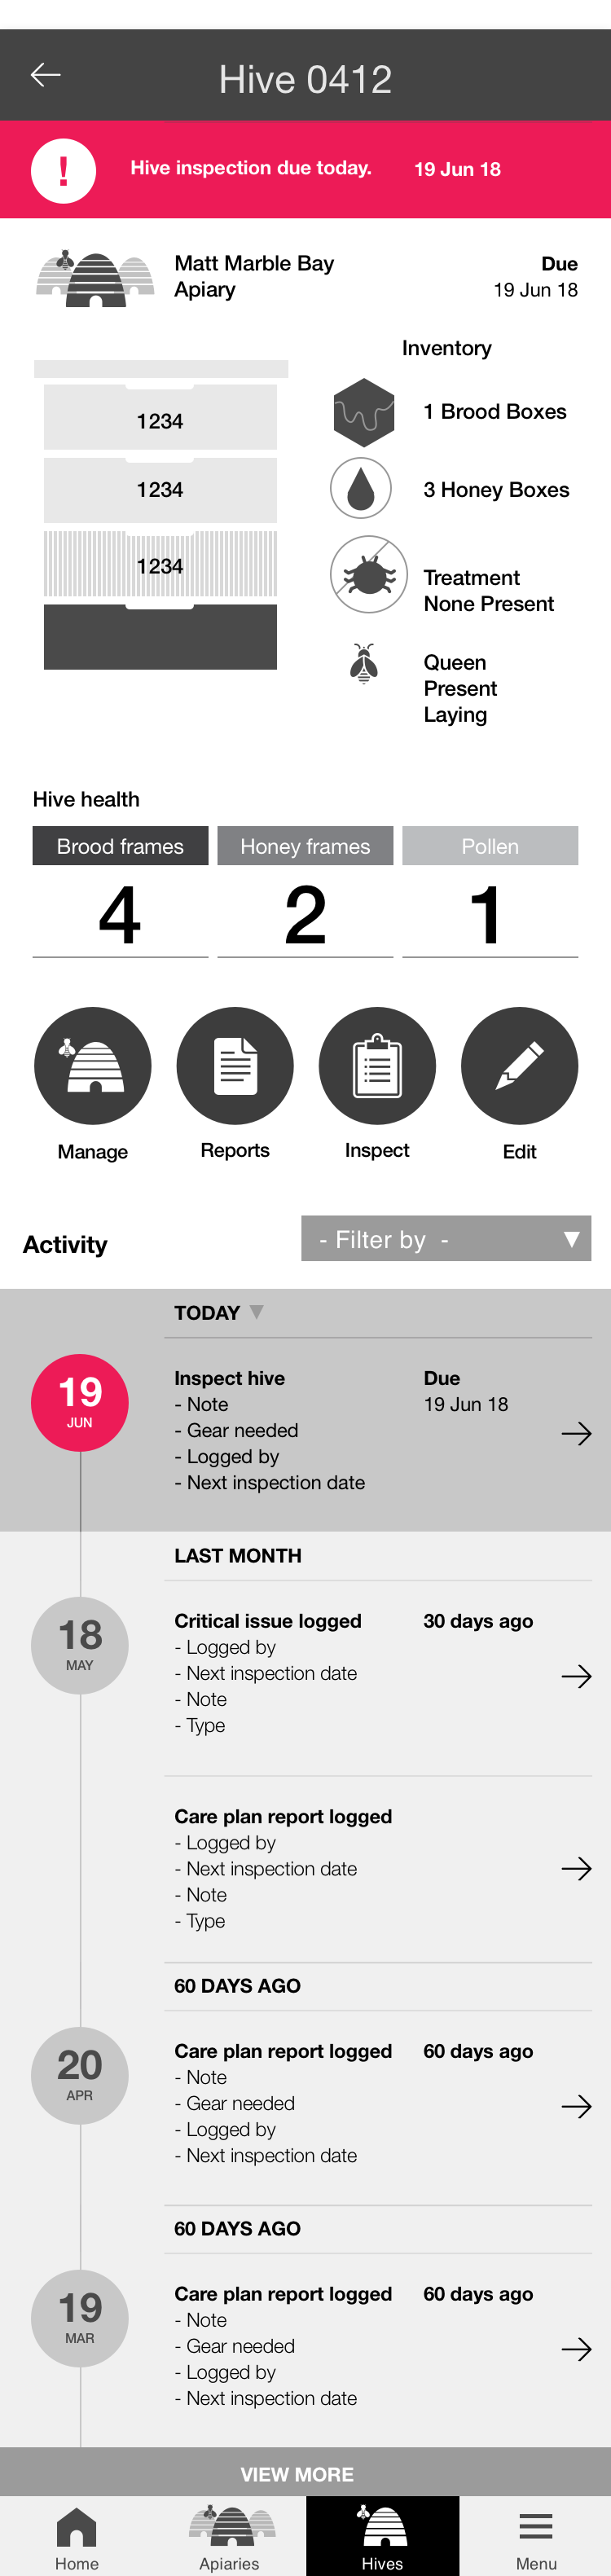 Hive 0412
!
Hive inspection due today. 19 Jun 18
Matt Marble Bay
Apiary
Due
19 Jun 18
1234
1234
1234
Inventory
1 Brood Boxes
3 Honey Boxes
Treatment
None Present
Queen
Present
Laying
Hive health
Brood frames
4
Honey frames
2
Pollen
1
Manage
Reports
Inspect
Edit
Activity
- Filter by -
TODAY
19
JUN
Inspect hive
- Note
- Gear needed
- Logged by
- Next inspection date
Due
19 Jun 18
LAST MONTH
18
MAY
Critical issue logged
- Logged by
- Next inspection date
- Note
- Type
30 days ago
Care plan report logged
- Logged by
- Next inspection date
- Note
- Type
60 DAYS AGO
20
APR
Care plan report logged
- Note
- Gear needed
- Logged by
- Next inspection date
60 days ago
60 DAYS AGO
19
MAR
Care plan report logged
- Note
- Gear needed
- Logged by
- Next inspection date
60 days ago
VIEW MORE
Home
Apiaries
Hives
Menu